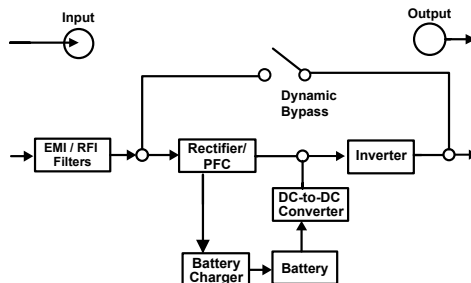 Input
Output
Dynamic
Bypass
EMI / RFI
Filters
Rectifier/
PFC
Inverter
DC-to-DC
Converter
Battery
Charger
Battery